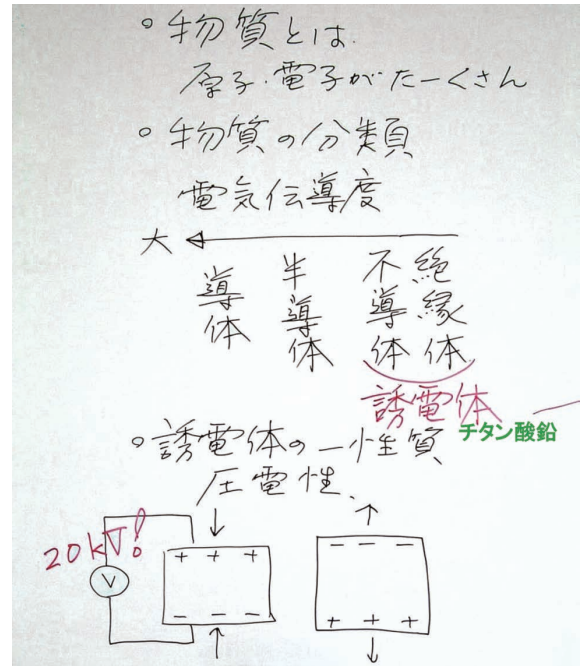 ・物質とは
原子・電子がたーくさん
・物質の分類
電気伝導度
大
導体
半導体
不導体
絶縁体
誘電体
チタン酸鉛
・誘電体の一性質
圧電性
↓
↑
20kV!
+ + +
− − −
V
− − −
+ + +
↑
↓